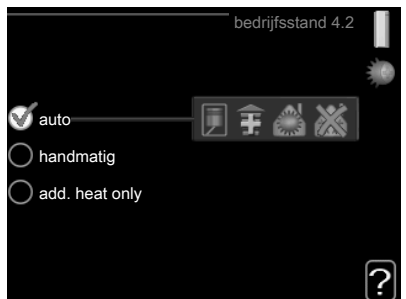 bedrijfsstand 4.2
auto
handmatig
add. heat only
?